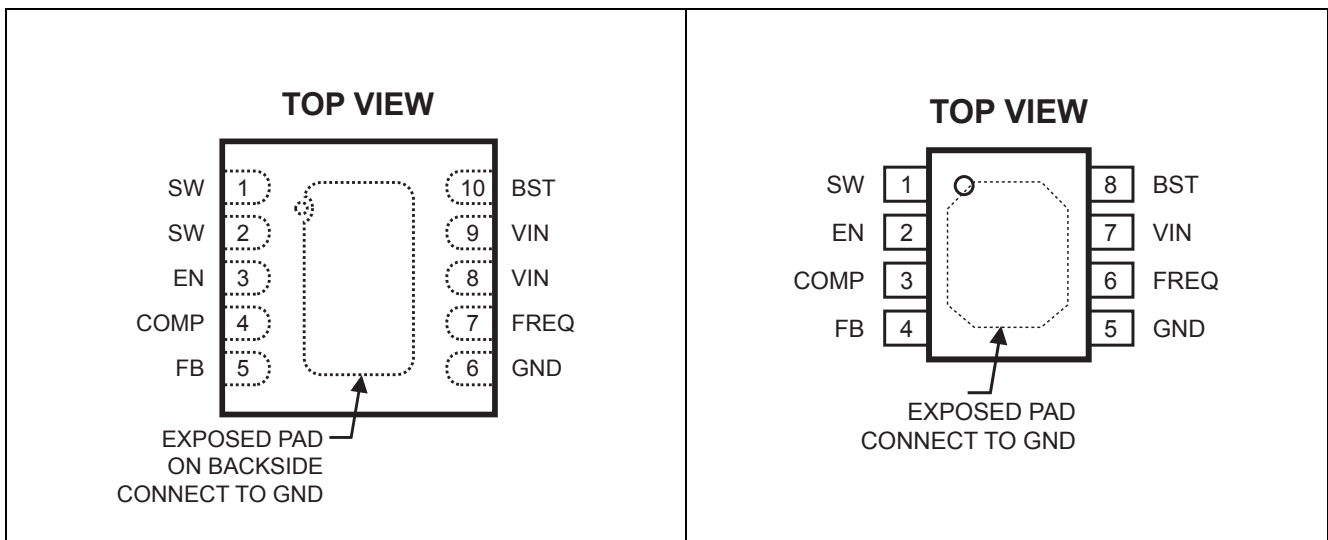 TOP VIEW
SW 1 10 BST
SW 2 9 VIN
EN 3 8 VIN
COMP 4 7 FREQ
FB 5 6 GND
EXPOSED PAD
ON BACKSIDE
CONNECT TO GND
TOP VIEW
SW 1 8 BST
EN 2 7 VIN
COMP 3 6 FREQ
FB 4 5 GND
EXPOSED PAD
CONNECT TO GND